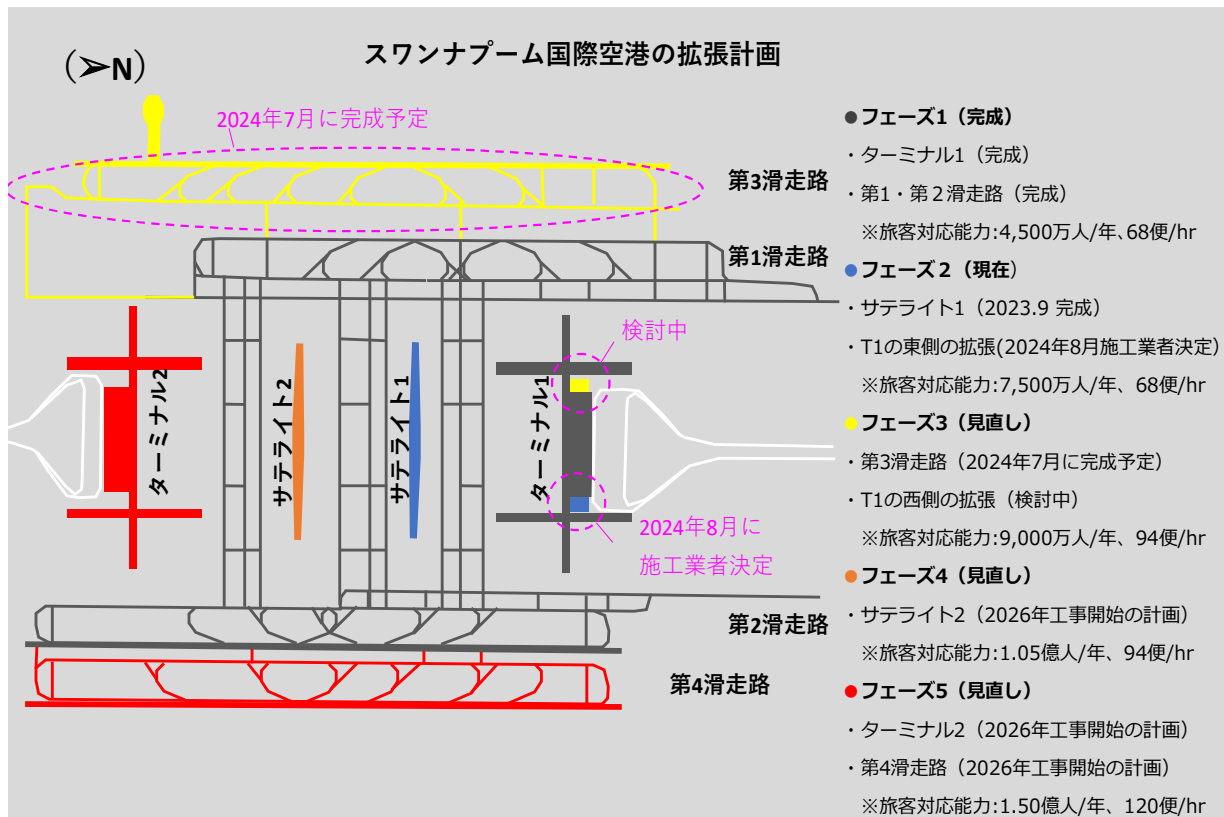 スワンナプーム国際空港の拡張計画
(➢N)
2024年7月に完成予定
第3滑走路
第1滑走路
検討中
ターミナル2
サテライト2
サテライト1
ターミナル1
2024年8月に
施工業者決定
第2滑走路
第4滑走路
●フェーズ1（完成）
・ターミナル1（完成）
・第1・第２滑走路（完成）
※旅客対応能力:4,500万人/年、68便/hr
●フェーズ２（現在）
・サテライト1（2023.9 完成）
・T1の東側の拡張(2024年8月施工業者決定)
※旅客対応能力:7,500万人/年、68便/hr
●フェーズ3（見直し）
・第3滑走路（2024年7月に完成予定）
・T1の西側の拡張（検討中）
※旅客対応能力:9,000万人/年、94便/hr
●フェーズ4（見直し）
・サテライト2（2026年工事開始の計画）
※旅客対応能力:1.05億人/年、94便/hr
●フェーズ5（見直し）
・ターミナル2（2026年工事開始の計画）
・第4滑走路（2026年工事開始の計画）
※旅客対応能力:1.50億人/年、120便/hr